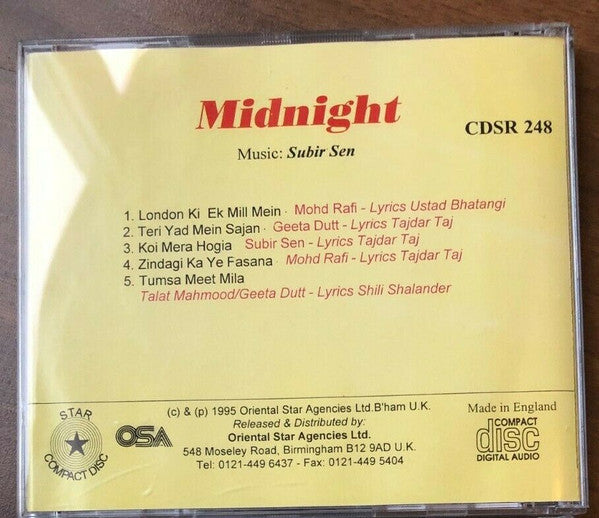 Midnight
CDSR 248
Music: Subir Sen
1. London Ki Ek Mill Mein - Mohd Rafi - Lyrics Ustad Bhatangi
2. Teri Yad Mein Sajan - Geeta Dutt - Lyrics Tajdar Taj
3. Koi Mera Hogia Subir Sen - Lyrics Tajdar Taj
4. Zindagi Ka Ye Fasana - Mohd Rafi - Lyrics Tajdar Taj
5. Tumsa Meet Mila
Talat Mahmood/Geeta Dutt - Lyrics Shili Shalander
STAR
COMPACT DISC
OSA
(c) & (p) 1995 Oriental Star Agencies Ltd.B'ham U.K.
Released & Distributed by:
Oriental Star Agencies Ltd.
548 Moseley Road, Birmingham B12 9AD U.K.
Tel: 0121-449 6437 - Fax: 0121-449 5404
Made in England
COMPACT
disc
DIGITAL AUDIO